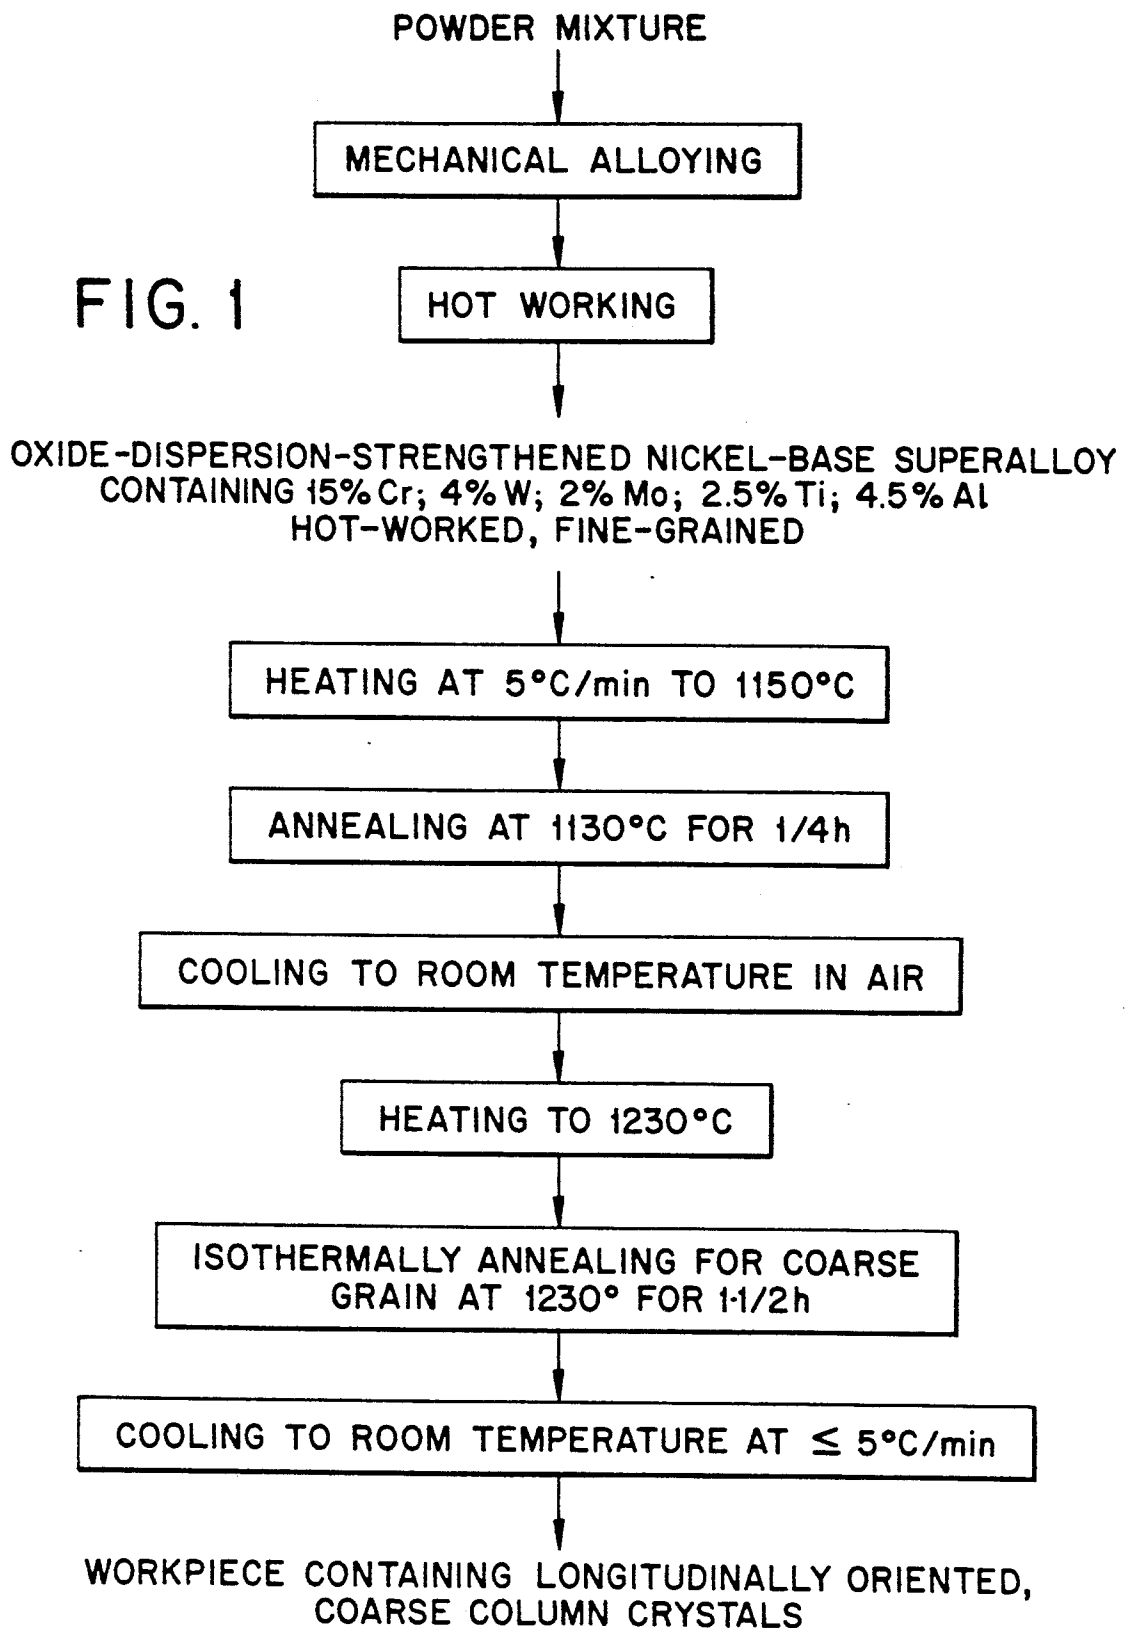 POWDER MIXTURE
MECHANICAL ALLOYING
FIG. 1
HOT WORKING
OXIDE-DISPERSION-STRENGTHENED NICKEL-BASE SUPERALLOY
CONTAINING 15% Cr; 4% W; 2% Mo; 2.5% Ti; 4.5% Al
HOT-WORKED, FINE-GRAINED
HEATING AT 5°C/min TO 1150°C
ANNEALING AT 1130°C FOR 1/4h
COOLING TO ROOM TEMPERATURE IN AIR
HEATING TO 1230°C
ISOTHERMALLY ANNEALING FOR COARSE
GRAIN AT 1230° FOR 1-1/2h
COOLING TO ROOM TEMPERATURE AT ≤ 5°C/min
WORKPIECE CONTAINING LONGITUDINALLY ORIENTED,
COARSE COLUMN CRYSTALS